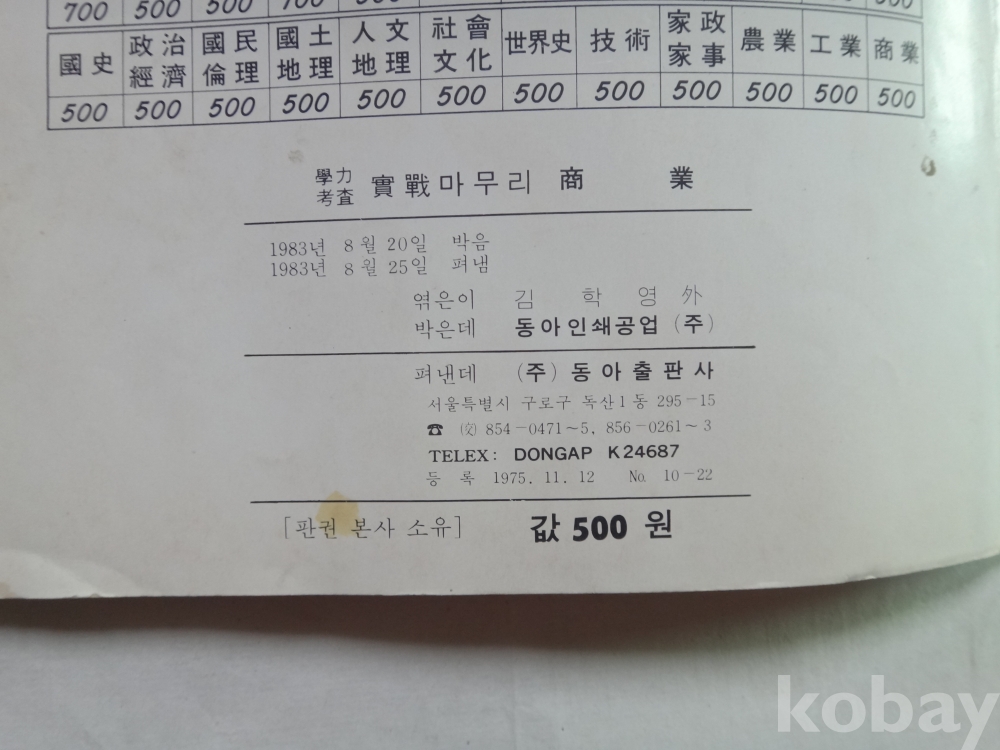 700 500 500 700 500
國史 政治經濟 國民倫理 國土地理 人文地理 社會文化 世界史 技術 家政家事 農業 工業 商業
500 500 500 500 500 500 500 500 500 500 500 500
學力考査 實戰마무리 商業
1983년 8월 20일 박음
1983년 8월 25일 펴냄
엮은이 김학영外
박은데 동아인쇄공업 (주)
펴낸데 (주) 동아출판사
서울특별시 구로구 독산1동 295-15
☎ ㉆ 854-0471~5, 856-0261~3
TELEX: DONGAP K24687
등록 1975. 11. 12 No. 10-22
[판권 본사 소유] 값 500 원
kobay